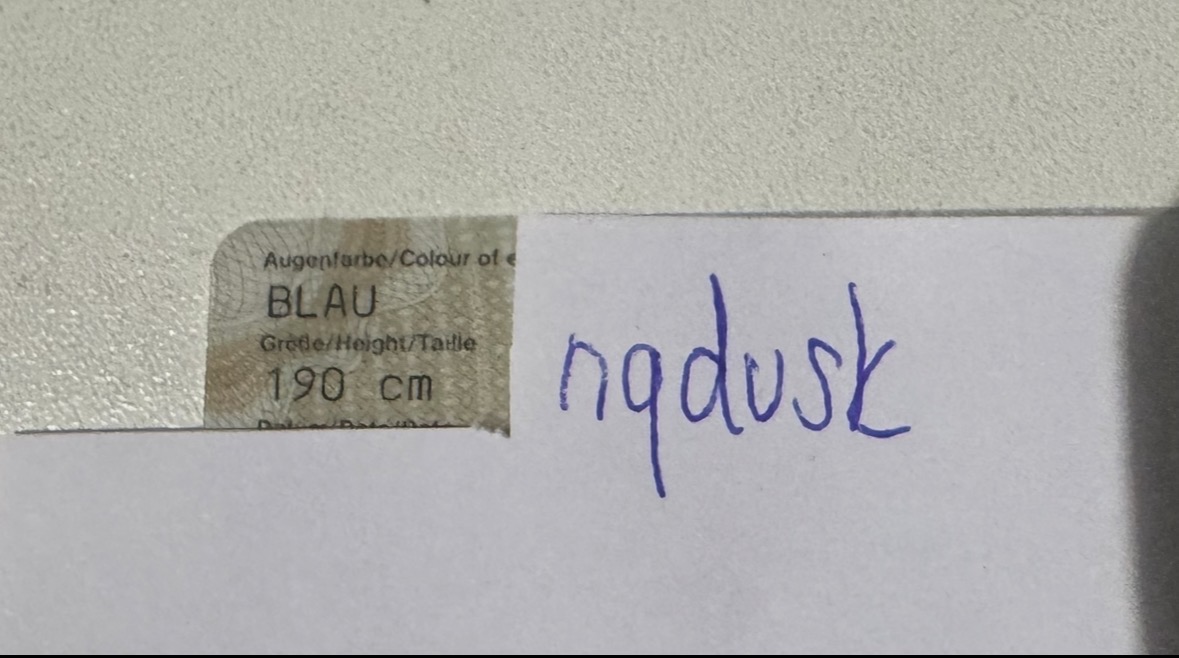 Augenfarbe/Colour of
BLAU
Größe/Height/Taille
190 cm
nqdusk